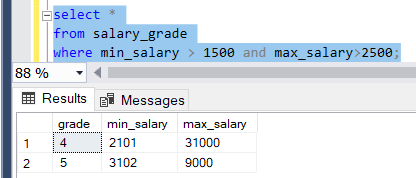 select *
from salary_grade
where min_salary > 1500 and max_salary>2500;
88 %
Results Messages
grade min_salary max_salary
1 4 2101 31000
2 5 3102 9000